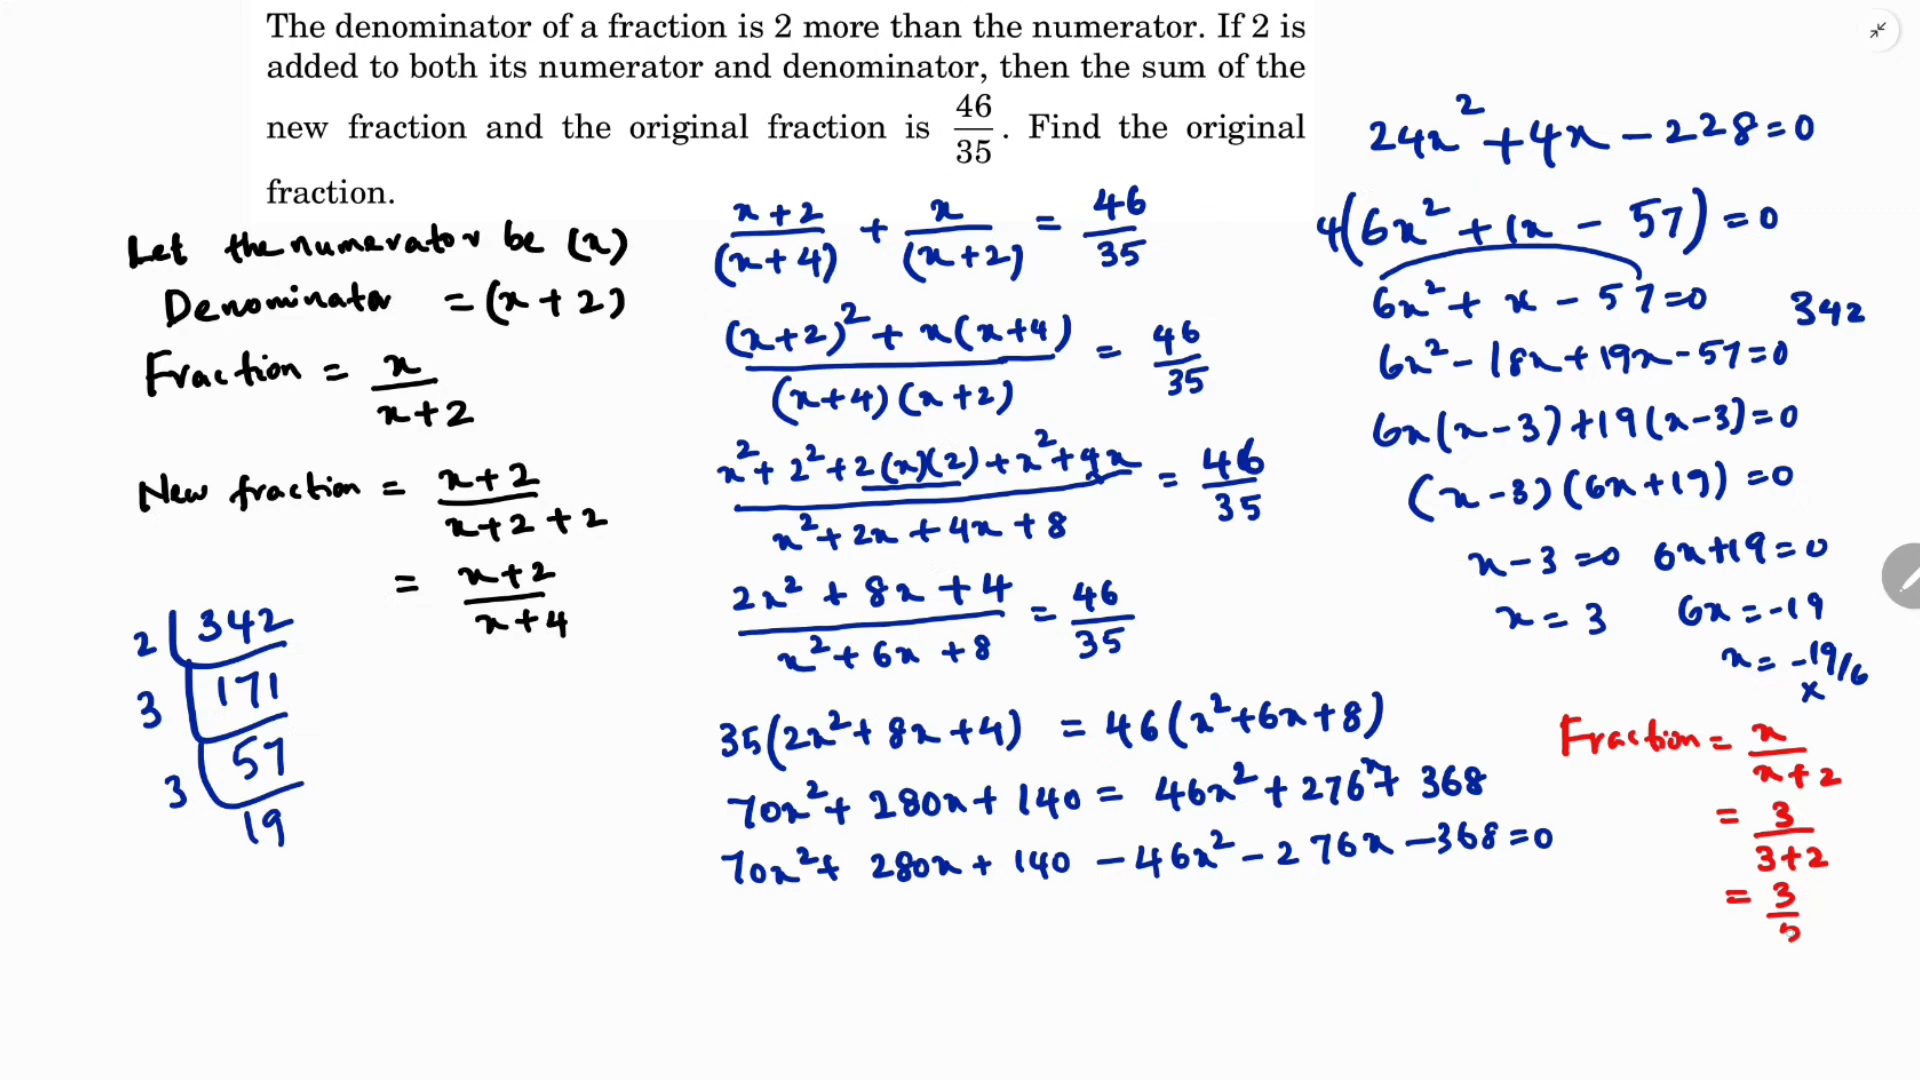 The denominator of a fraction is 2 more than the numerator. If 2 is
added to both its numerator and denominator, then the sum of the
new fraction and the original fraction is 46/35. Find the original
fraction.
Let the numerator be (x)
Denominator = (x+2)
Fraction = x/(x+2)
New fraction = (x+2)/(x+2+2)
= (x+2)/(x+4)
2 | 342
3 | 171
3 | 57
19
(x+2)/(x+4) + x/(x+2) = 46/35
((x+2)² + x(x+4))/((x+4)(x+2)) = 46/35
(x²+2²+2(x)(2)+x²+4x)/(x²+2x+4x+8) = 46/35
(2x²+8x+4)/(x²+6x+8) = 46/35
35(2x²+8x+4) = 46(x²+6x+8)
70x²+280x+140 = 46x²+276x+368
70x²+280x+140-46x²-276x-368=0
24x²+4x-228=0
4(6x²+1x-57)=0
6x²+x-57=0 342
6x²-18x+19x-57=0
6x(x-3)+19(x-3)=0
(x-3)(6x+19)=0
x-3=0 6x+19=0
x=3 6x=-19
x=-19/6
x
Fraction = x/(x+2)
= 3/(3+2)
= 3/5